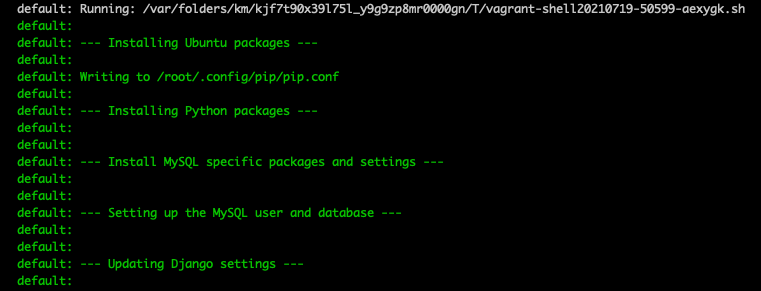 default: Running: /var/folders/km/kjf7t90x39l75l_y9g9zp8mr0000gn/T/vagrant-shell20210719-50599-aexygk.sh
default:
default: --- Installing Ubuntu packages ---
default:
default: Writing to /root/.config/pip/pip.conf
default:
default: --- Installing Python packages ---
default:
default:
default: --- Install MySQL specific packages and settings ---
default:
default:
default: --- Setting up the MySQL user and database ---
default:
default:
default: --- Updating Django settings ---
default: